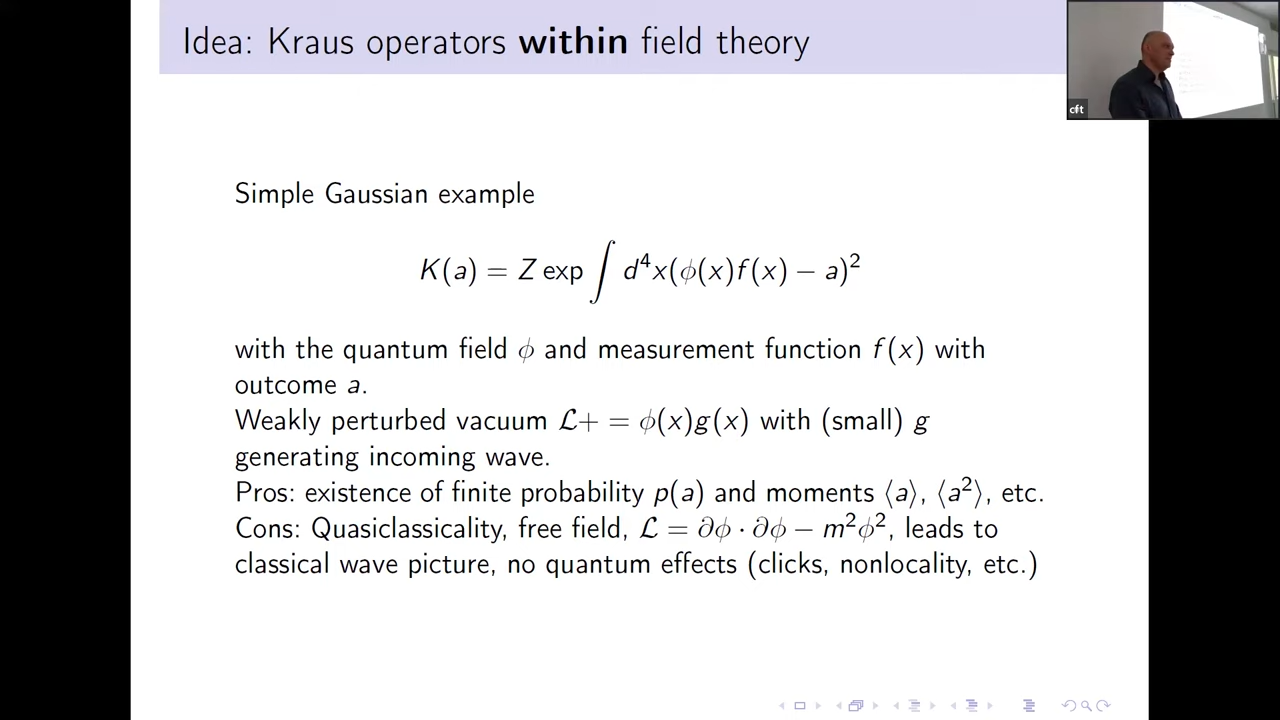 Idea: Kraus operators within field theory
cft
Simple Gaussian example
K(a) = Z exp ∫ d⁴x(ϕ(x)f(x) − a)²
with the quantum field ϕ and measurement function f(x) with
outcome a.
Weakly perturbed vacuum ℒ+ = ϕ(x)g(x) with (small) g
generating incoming wave.
Pros: existence of finite probability p(a) and moments ⟨a⟩, ⟨a²⟩, etc.
Cons: Quasiclassicality, free field, ℒ = ∂ϕ · ∂ϕ − m²ϕ², leads to
classical wave picture, no quantum effects (clicks, nonlocality, etc.)